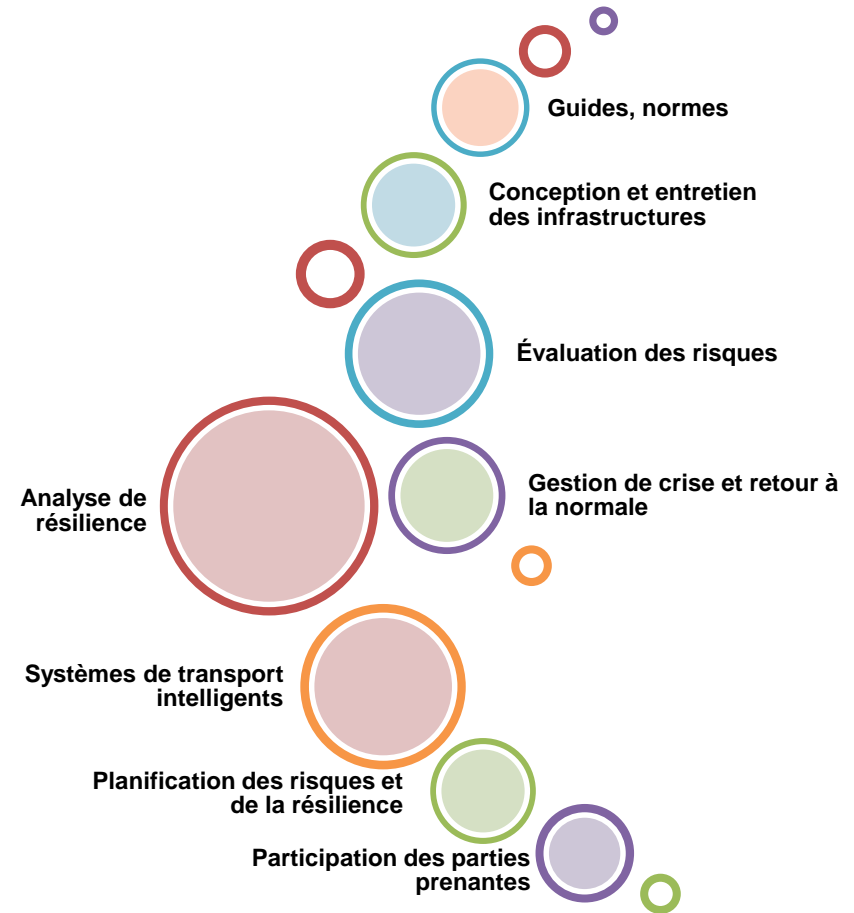 Guides, normes
Conception et entretien
des infrastructures
Évaluation des risques
Analyse de
résilience
Gestion de crise et retour à
la normale
Systèmes de transport
intelligents
Planification des risques et
de la résilience
Participation des parties
prenantes